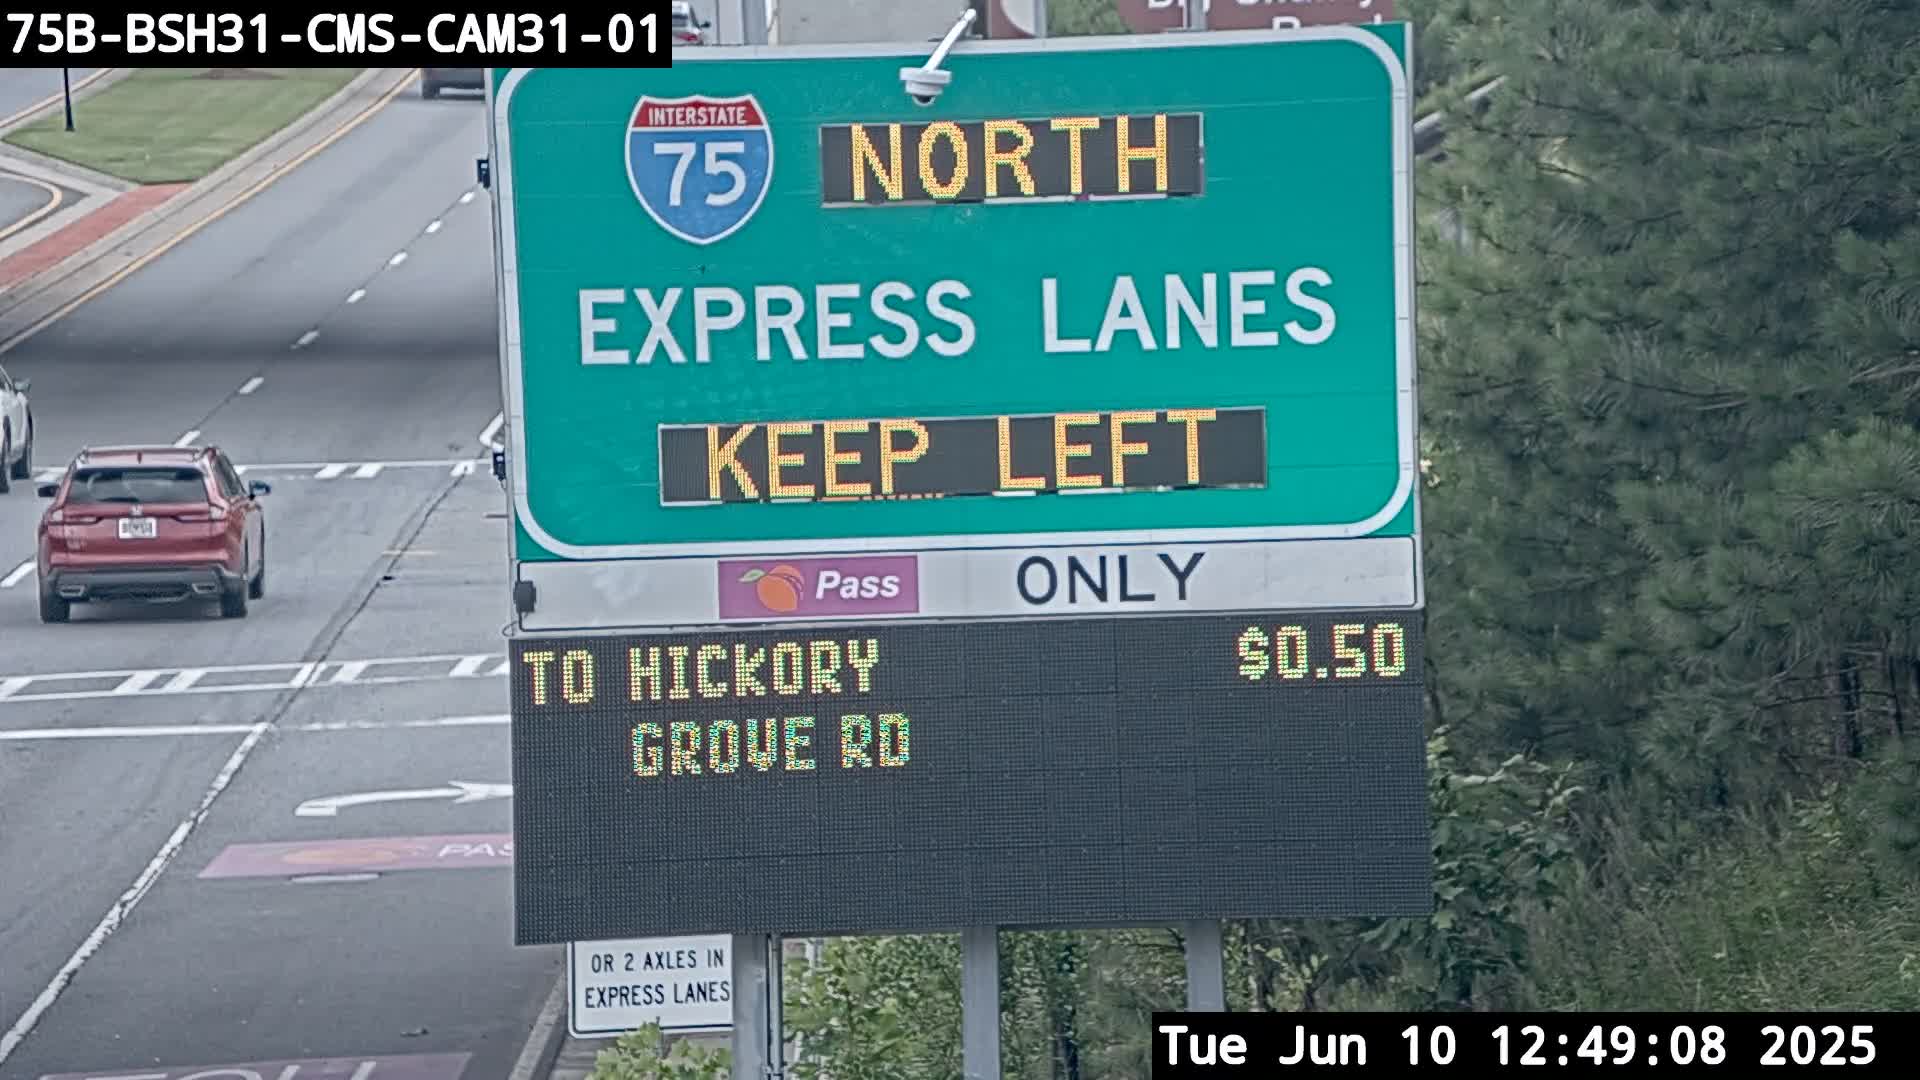 75B-BSH31-CMS-CAM31-01
INTERSTATE
75
NORTH
EXPRESS LANES
KEEP LEFT
Pass ONLY
TO HICKORY $0.50
GROVE RD
OR 2 AXLES IN
EXPRESS LANES
Tue Jun 10 12:49:08 2025